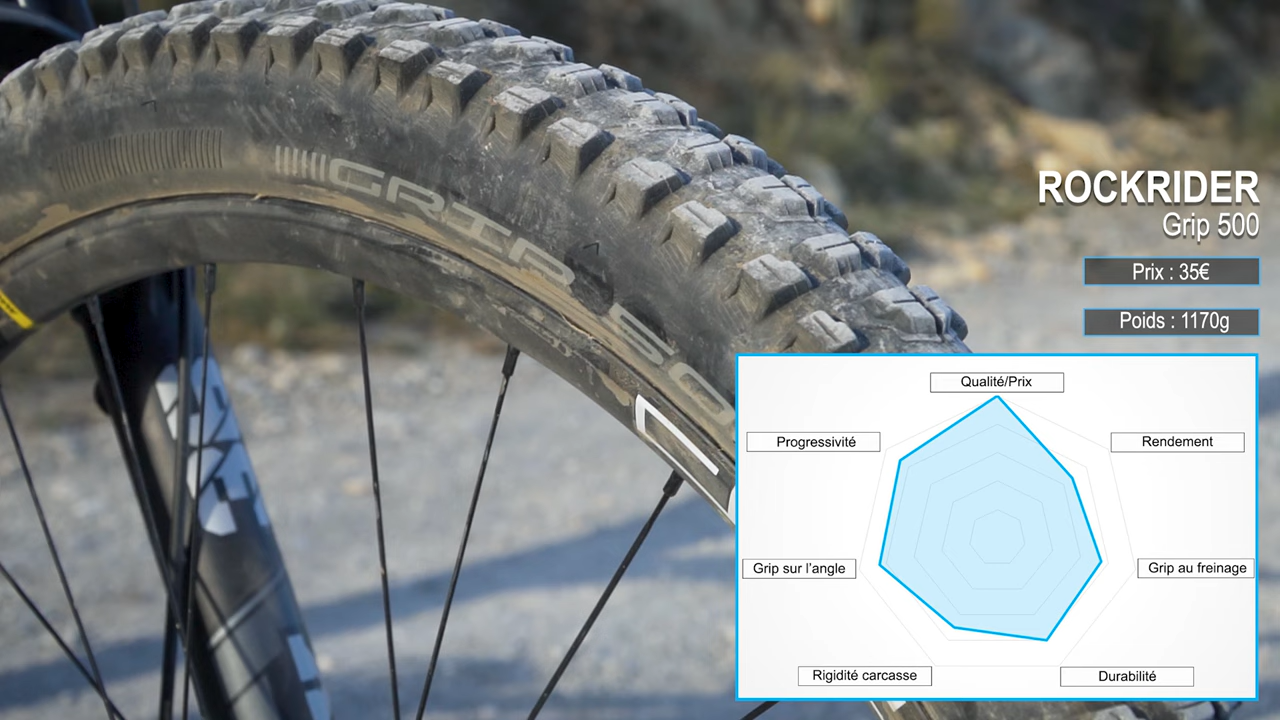 GRIP 500
ROCKRIDER
Grip 500
Prix : 35€
Poids : 1170g
Qualité/Prix
Progressivité
Rendement
Grip sur l'angle
Grip au freinage
Rigidité carcasse
Durabilité